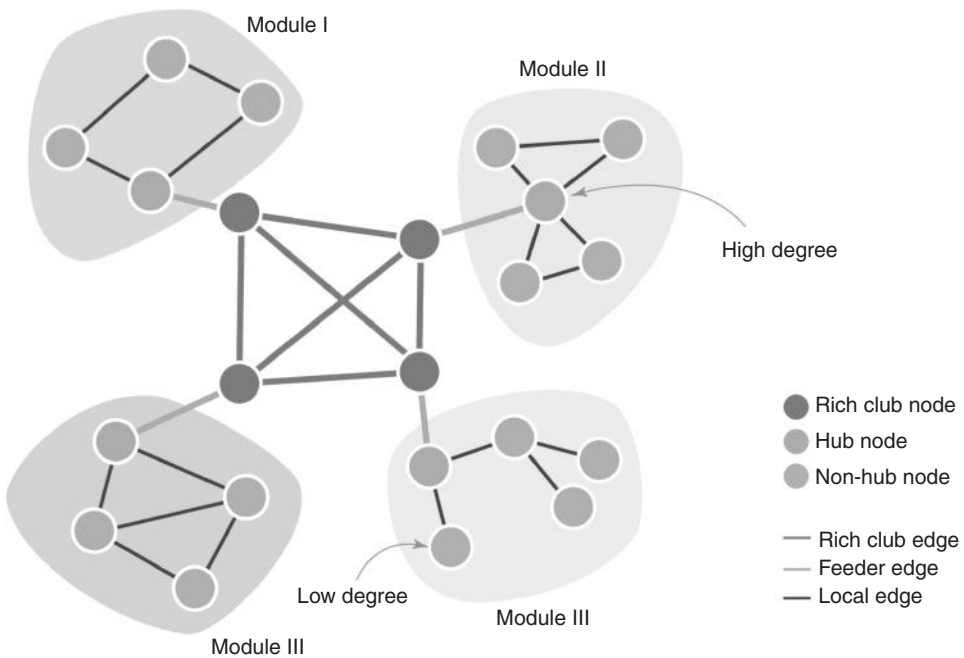 Module I
Module II
High degree
Rich club node
Hub node
Non-hub node
Rich club edge
Feeder edge
Local edge
Low degree
Module III
Module III